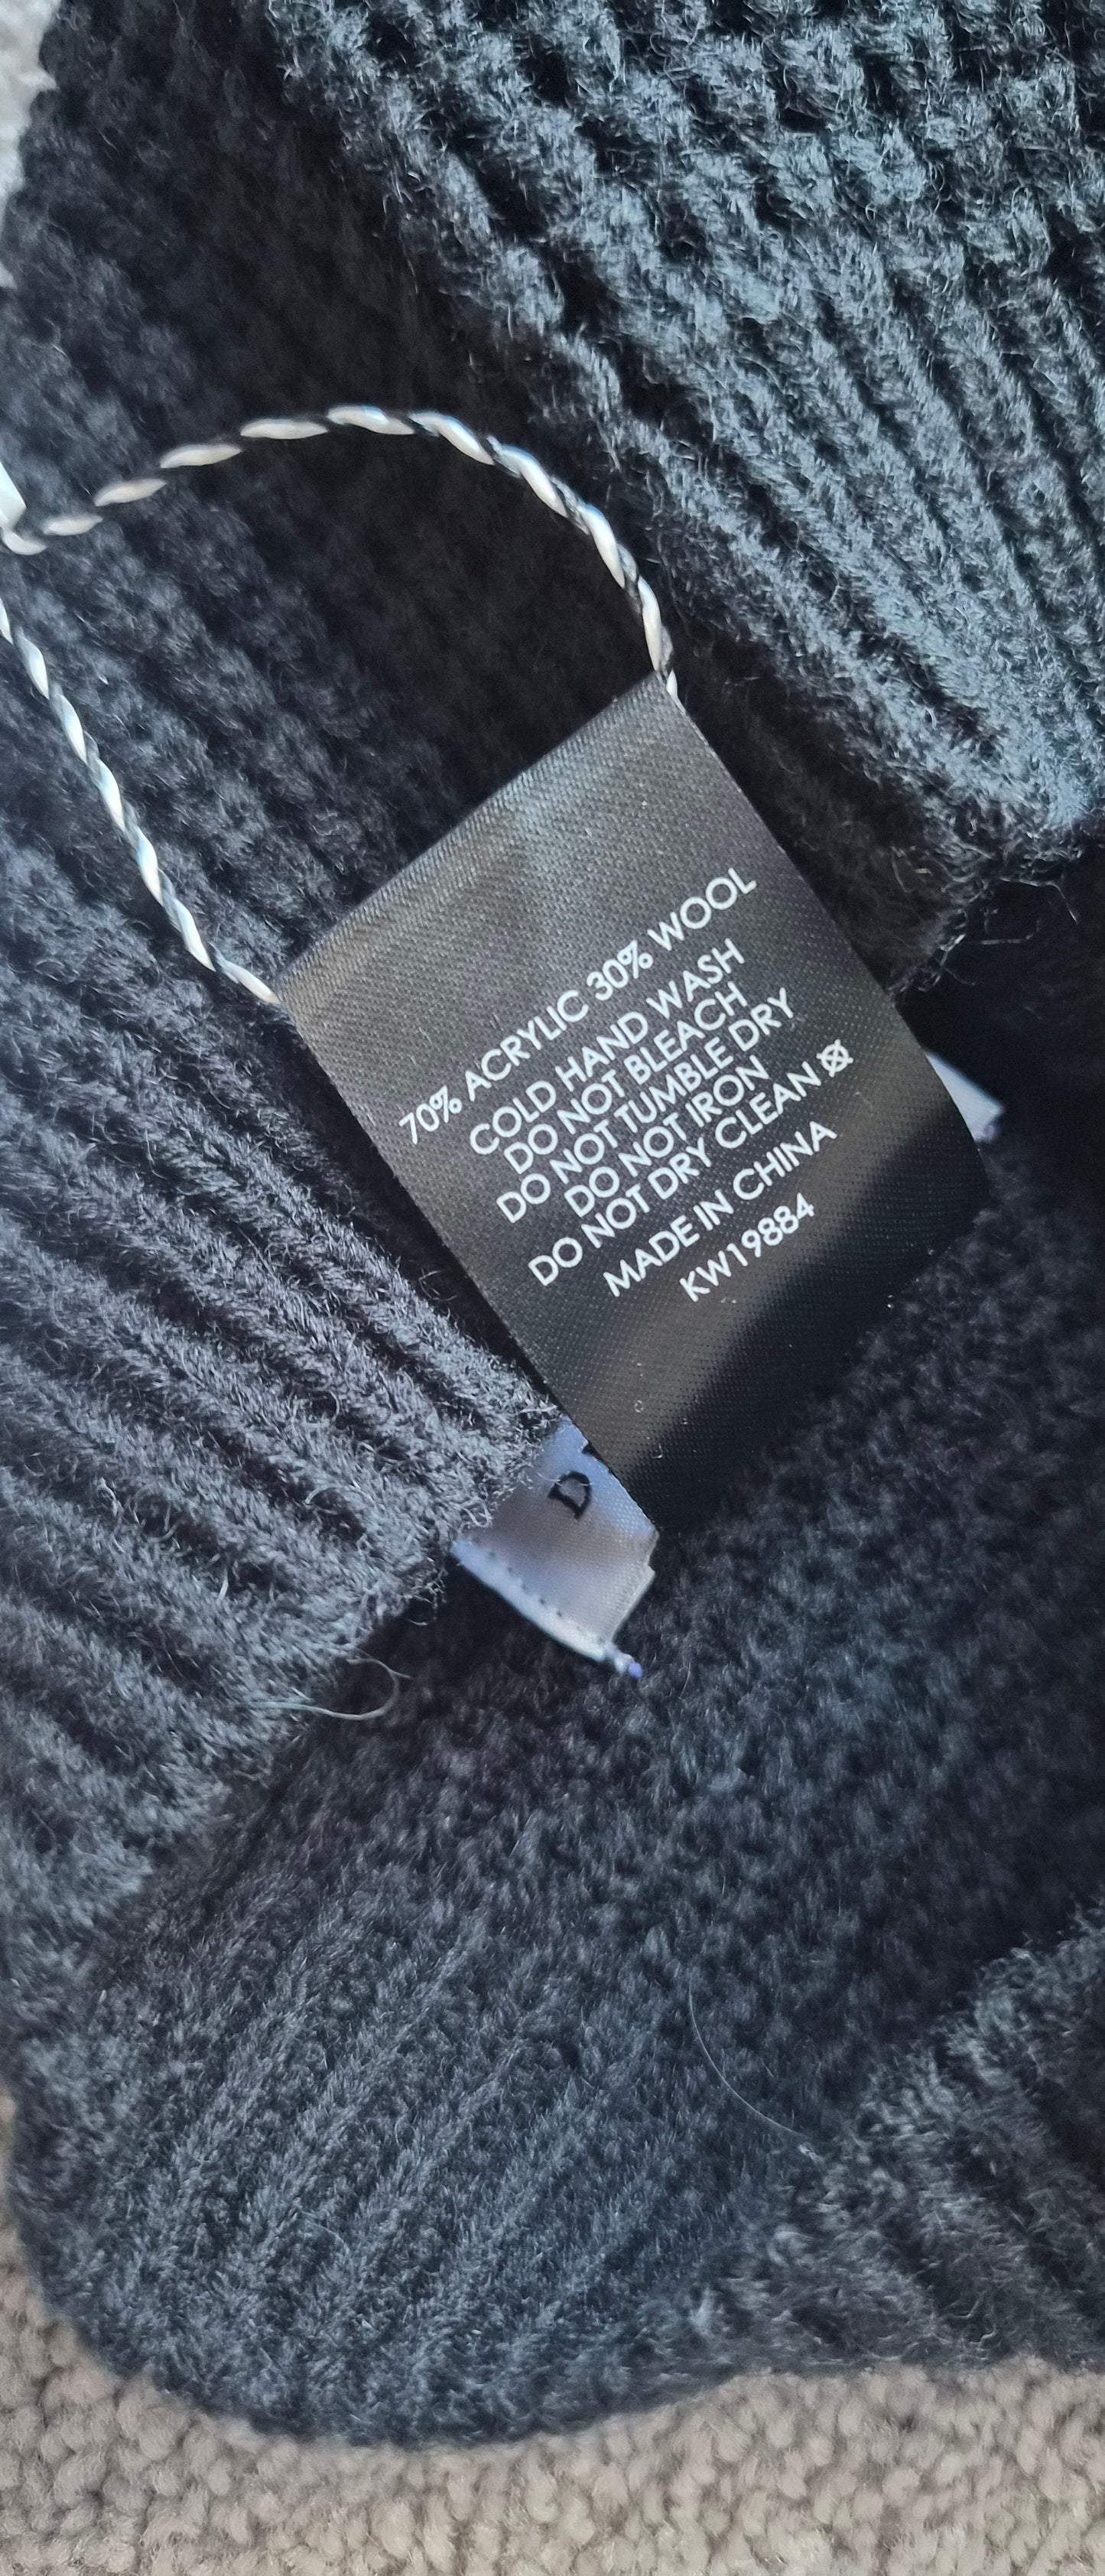 70% ACRYLIC 30% WOOL
COLD HAND WASH
DO NOT BLEACH
DO NOT TUMBLE DRY
DO NOT IRON
DO NOT DRY CLEAN
MADE IN CHINA
KW19884
D